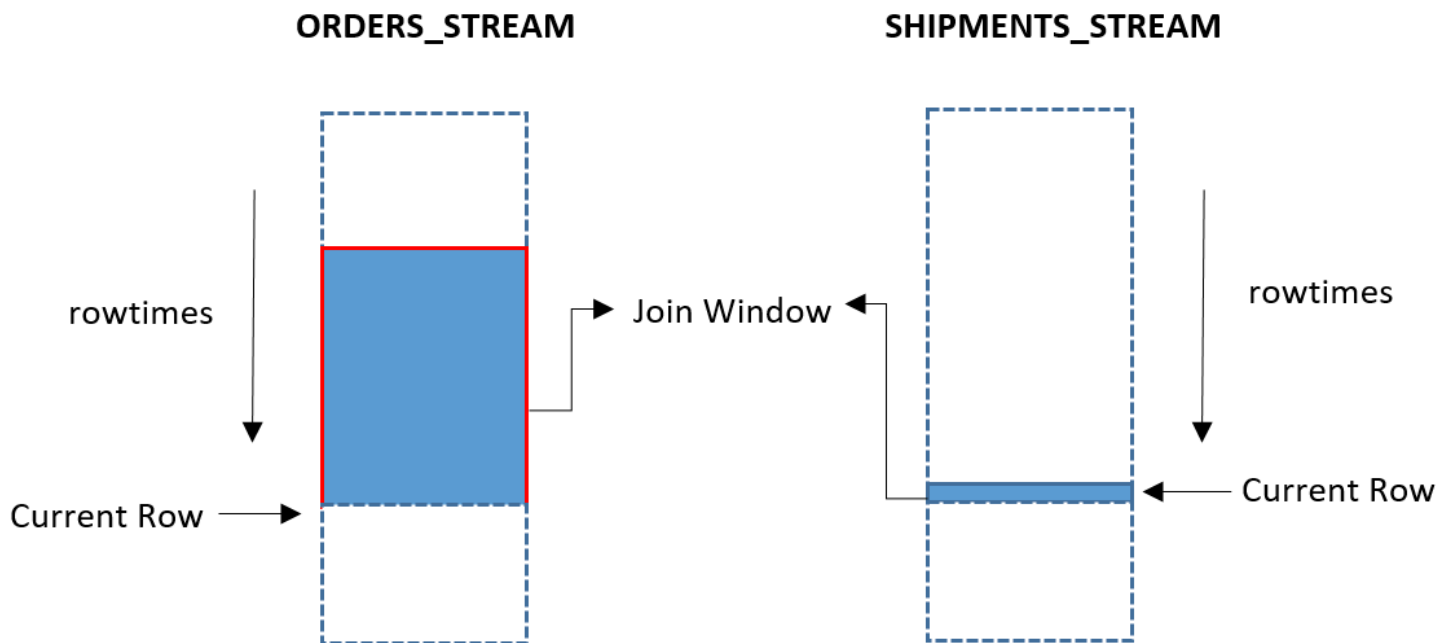 ORDERS_STREAM
SHIPMENTS_STREAM
rowtimes
Join Window
rowtimes
Current Row
Current Row